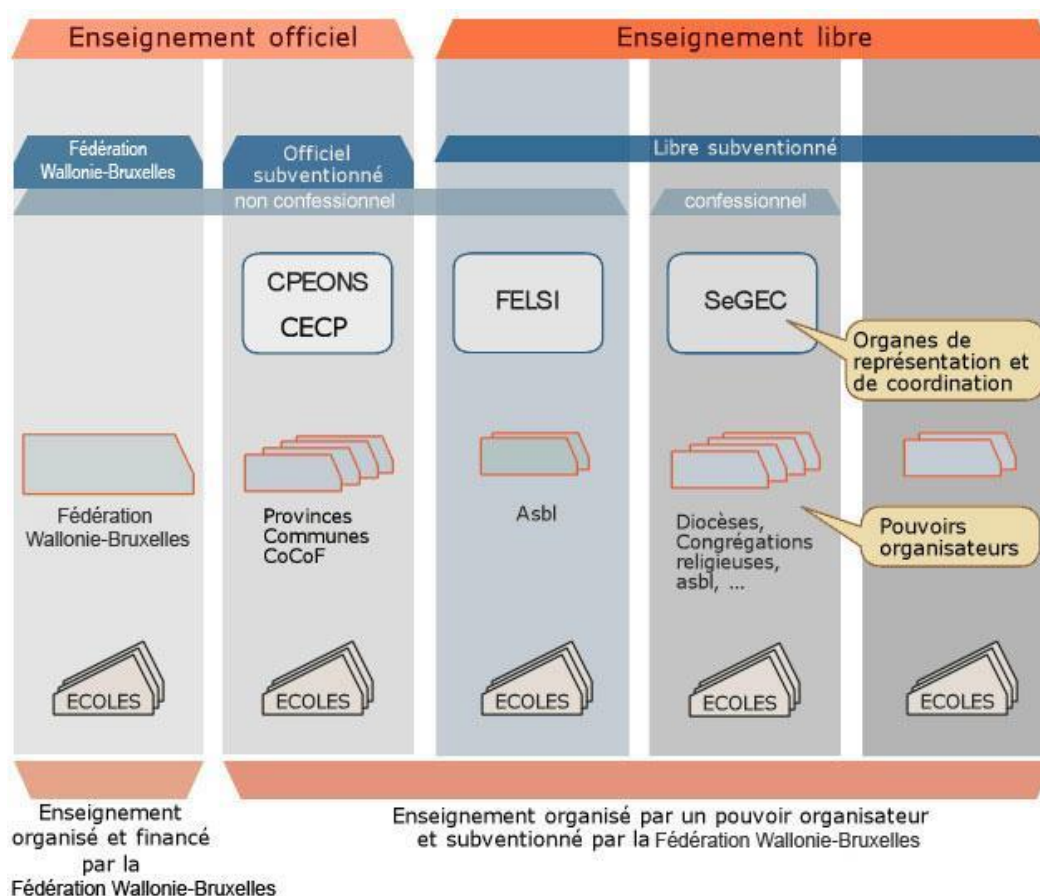 Enseignement officiel
Enseignement libre
Fédération
Wallonie-Bruxelles
Officiel
subventionné
Libre subventionné
non confessionnel
confessionnel
CPEONS
CECP
FELSI
SeGEC
Organes de
représentation et
de coordination
Fédération
Wallonie-Bruxelles
Provinces
Communes
CoCoF
Asbl
Diocèses,
Congrégations
religieuses,
asbl, ...
Pouvoirs
organisateurs
ECOLES
ECOLES
ECOLES
ECOLES
ECOLES
Enseignement
organisé et financé
par la
Fédération Wallonie-Bruxelles
Enseignement organisé par un pouvoir organisateur
et subventionné par la Fédération Wallonie-Bruxelles